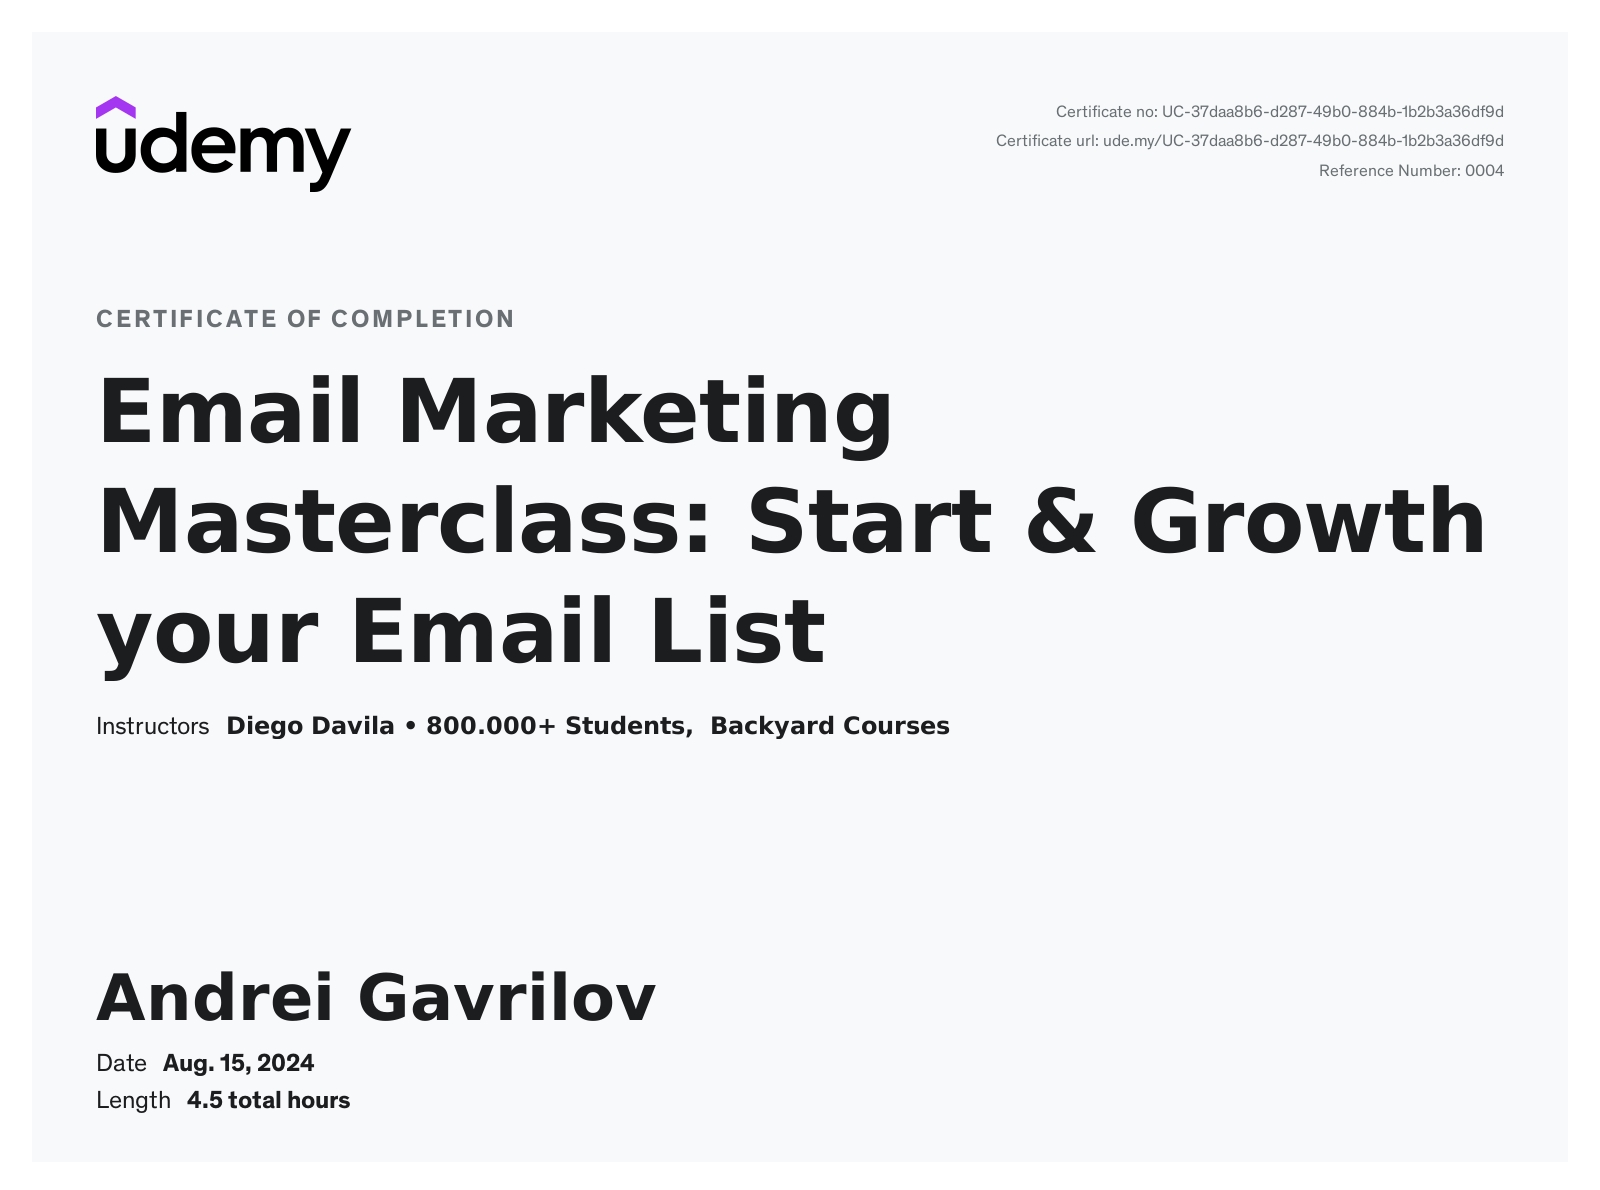 udemy
Certificate no: UC-37daa8b6-d287-49b0-884b-1b2b3a36df9d
Certificate url: ude.my/UC-37daa8b6-d287-49b0-884b-1b2b3a36df9d
Reference Number: 0004
CERTIFICATE OF COMPLETION
Email Marketing
Masterclass: Start & Growth
your Email List
Instructors Diego Davila • 800.000+ Students, Backyard Courses
Andrei Gavrilov
Date Aug. 15, 2024
Length 4.5 total hours